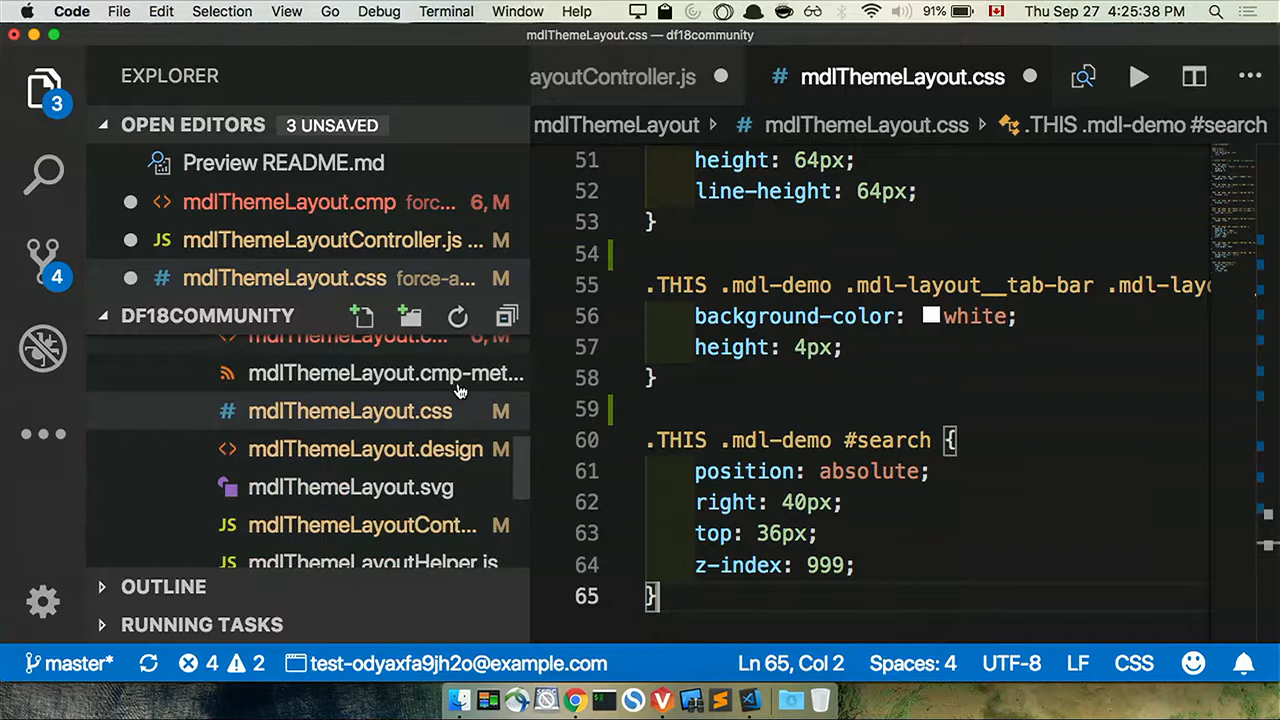 Code File Edit Selection View Go Debug Terminal Window Help 91% Thu Sep 27 4:25:38 PM
mdlThemeLayout.css — df18community
EXPLORER
ayoutController.js # mdlThemeLayout.css
3
OPEN EDITORS 3 UNSAVED
mdlThemeLayout > # mdlThemeLayout.css > .THIS .mdl-demo #search
Preview README.md
<> mdlThemeLayout.cmp forc... 6, M
JS mdlThemeLayoutController.js ... M
# mdlThemeLayout.css force-a... M
4
DF18COMMUNITY
<> mdlThemeLayout.c... 6, M
mdlThemeLayout.cmp-met...
# mdlThemeLayout.css M
<> mdlThemeLayout.design M
mdlThemeLayout.svg
JS mdlThemeLayoutCont... M
JS mdlThemeLayoutHelper.js
OUTLINE
RUNNING TASKS
51 height: 64px;
52 line-height: 64px;
53 }
54
55 .THIS .mdl-demo .mdl-layout__tab-bar .mdl-layo
56 background-color: white;
57 height: 4px;
58 }
59
60 .THIS .mdl-demo #search {
61 position: absolute;
62 right: 40px;
63 top: 36px;
64 z-index: 999;
65 }
master* 4 2 test-odyaxfa9jh2o@example.com Ln 65, Col 2 Spaces: 4 UTF-8 LF CSS